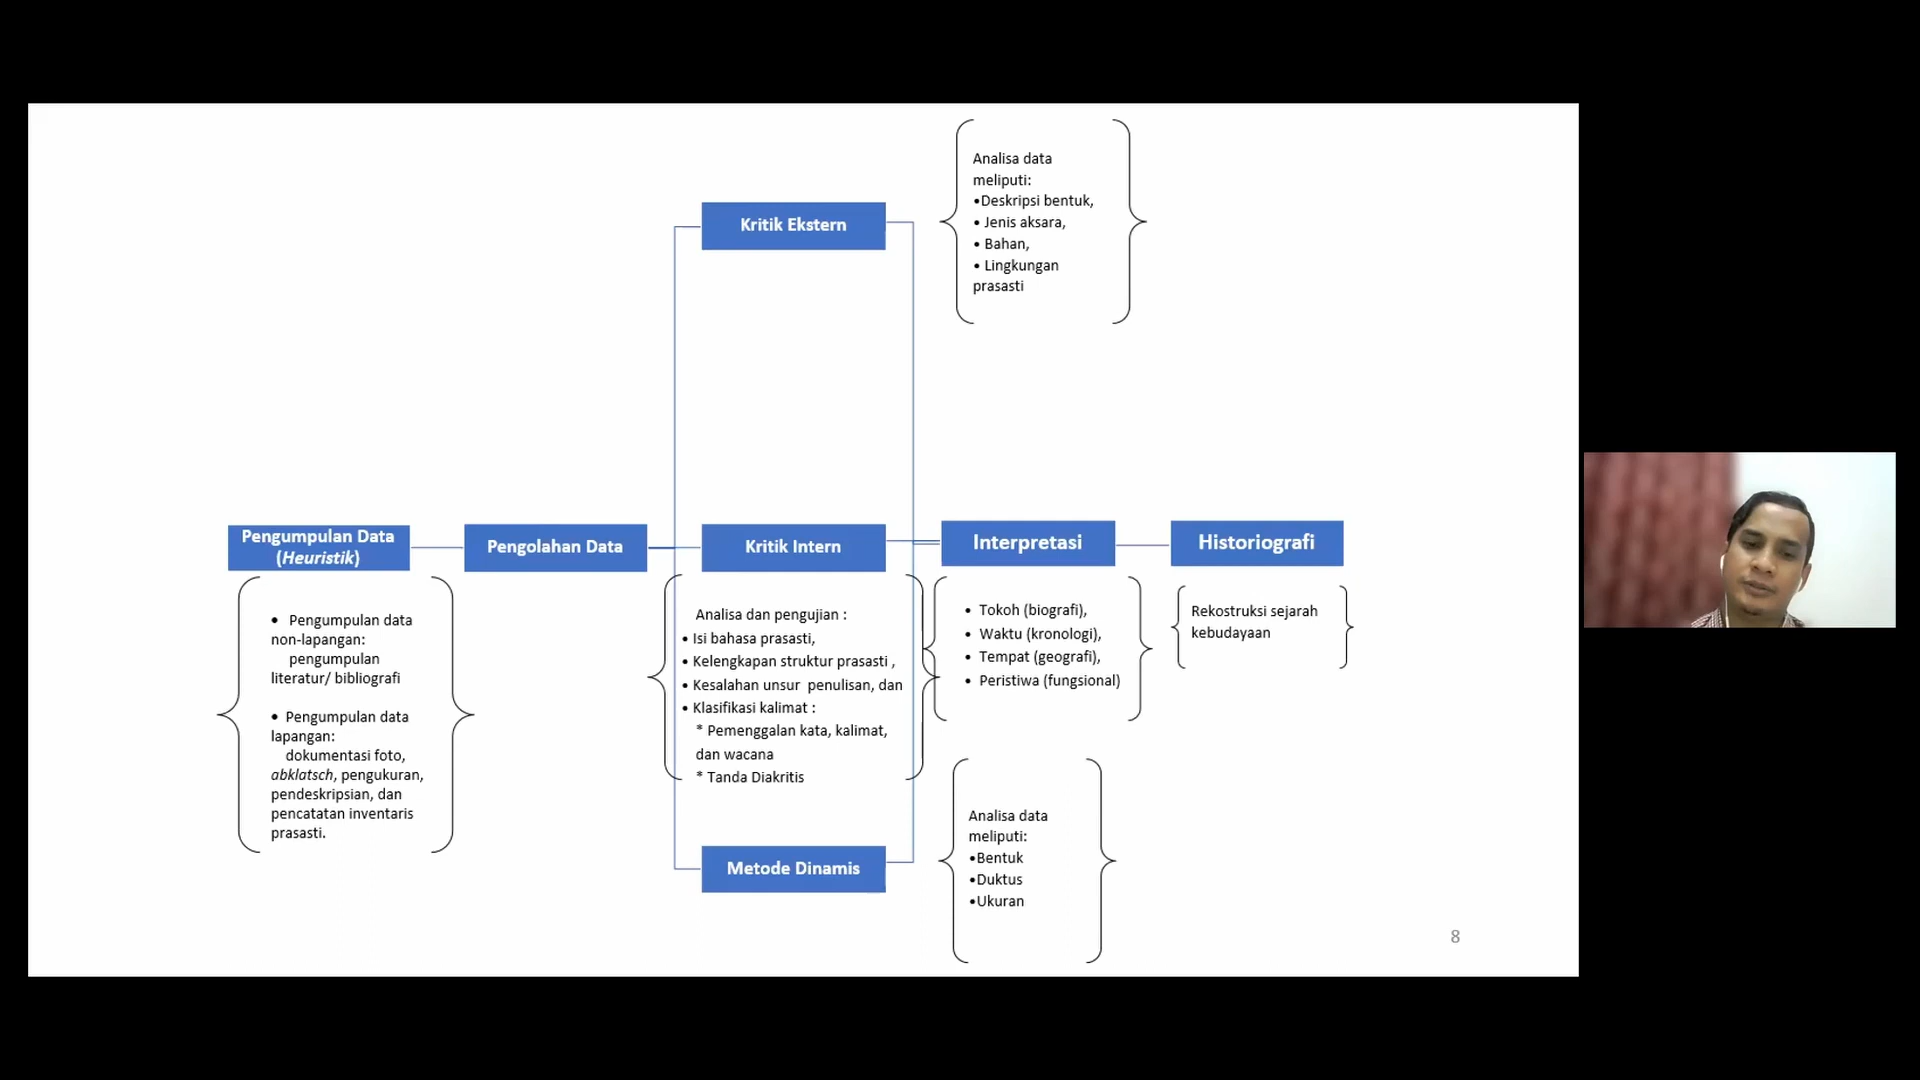 Analisa data
meliputi:
•Deskripsi bentuk,
• Jenis aksara,
• Bahan,
• Lingkungan
prasasti
Kritik Ekstern
Pengumpulan Data
(Heuristik)
Pengolahan Data
Kritik Intern
Interpretasi
Historiografi
• Pengumpulan data
non-lapangan:
pengumpulan
literatur/ bibliografi
• Pengumpulan data
lapangan:
dokumentasi foto,
abklatsch, pengukuran,
pendeskripsian, dan
pencatatan inventaris
prasasti.
Analisa dan pengujian :
• Isi bahasa prasasti,
• Kelengkapan struktur prasasti ,
• Kesalahan unsur penulisan, dan
• Klasifikasi kalimat :
* Pemenggalan kata, kalimat,
dan wacana
* Tanda Diakritis
• Tokoh (biografi),
• Waktu (kronologi),
• Tempat (geografi),
• Peristiwa (fungsional)
Rekostruksi sejarah
kebudayaan
Metode Dinamis
Analisa data
meliputi:
•Bentuk
•Duktus
•Ukuran
8